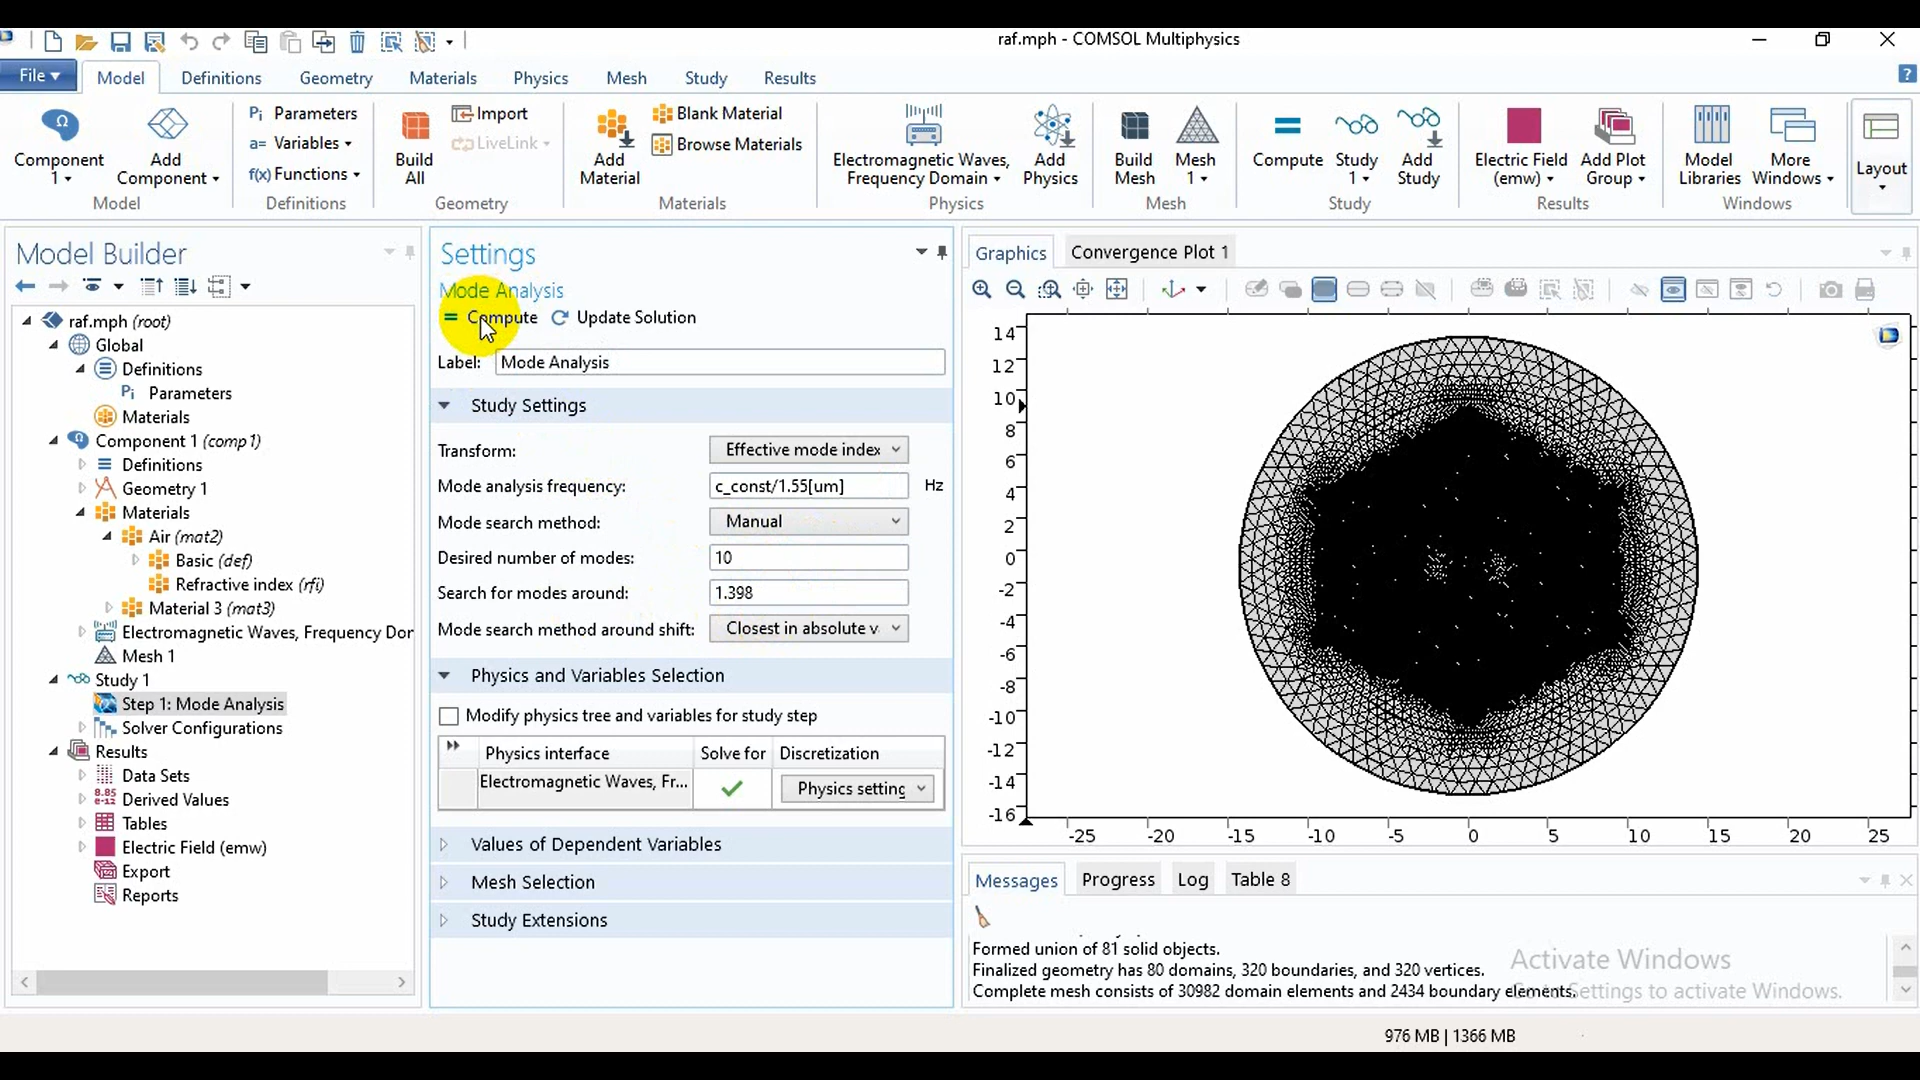 raf.mph - COMSOL Multiphysics
File
Model
Definitions
Geometry
Materials
Physics
Mesh
Study
Results
Component
1
Add
Component
Model
Pi Parameters
a= Variables
f(x) Functions
Definitions
Build
All
Import
LiveLink
Geometry
Add
Material
Blank Material
Browse Materials
Materials
Electromagnetic Waves,
Frequency Domain
Add
Physics
Physics
Build
Mesh
Mesh
1
Mesh
Compute
Study
1
Add
Study
Study
Electric Field
(emw)
Add Plot
Group
Results
Model
Libraries
More
Windows
Windows
Layout
Model Builder
raf.mph (root)
Global
Definitions
Pi Parameters
Materials
Component 1 (comp1)
Definitions
Geometry 1
Materials
Air (mat2)
Basic (def)
Refractive index (rfi)
Material 3 (mat3)
Electromagnetic Waves, Frequency Dor
Mesh 1
Study 1
Step 1: Mode Analysis
Solver Configurations
Results
Data Sets
8.85
e-12 Derived Values
Tables
Electric Field (emw)
Export
Reports
Settings
Mode Analysis
= Compute
Update Solution
Label: Mode Analysis
Study Settings
Transform: Effective mode index
Mode analysis frequency: c_const/1.55[um] Hz
Mode search method: Manual
Desired number of modes: 10
Search for modes around: 1.398
Mode search method around shift: Closest in absolute v
Physics and Variables Selection
Modify physics tree and variables for study step
Physics interface Solve for Discretization
Electromagnetic Waves, Fr... Physics setting
Values of Dependent Variables
Mesh Selection
Study Extensions
Graphics
Convergence Plot 1
14
12
10
8
6
4
2
0
-2
-4
-6
-8
-10
-12
-14
-16
-25 -20 -15 -10 -5 0 5 10 15 20 25
Messages
Progress
Log
Table 8
Formed union of 81 solid objects.
Finalized geometry has 80 domains, 320 boundaries, and 320 vertices.
Complete mesh consists of 30982 domain elements and 2434 boundary elements.
Activate Windows
Go to Settings to activate Windows.
976 MB | 1366 MB